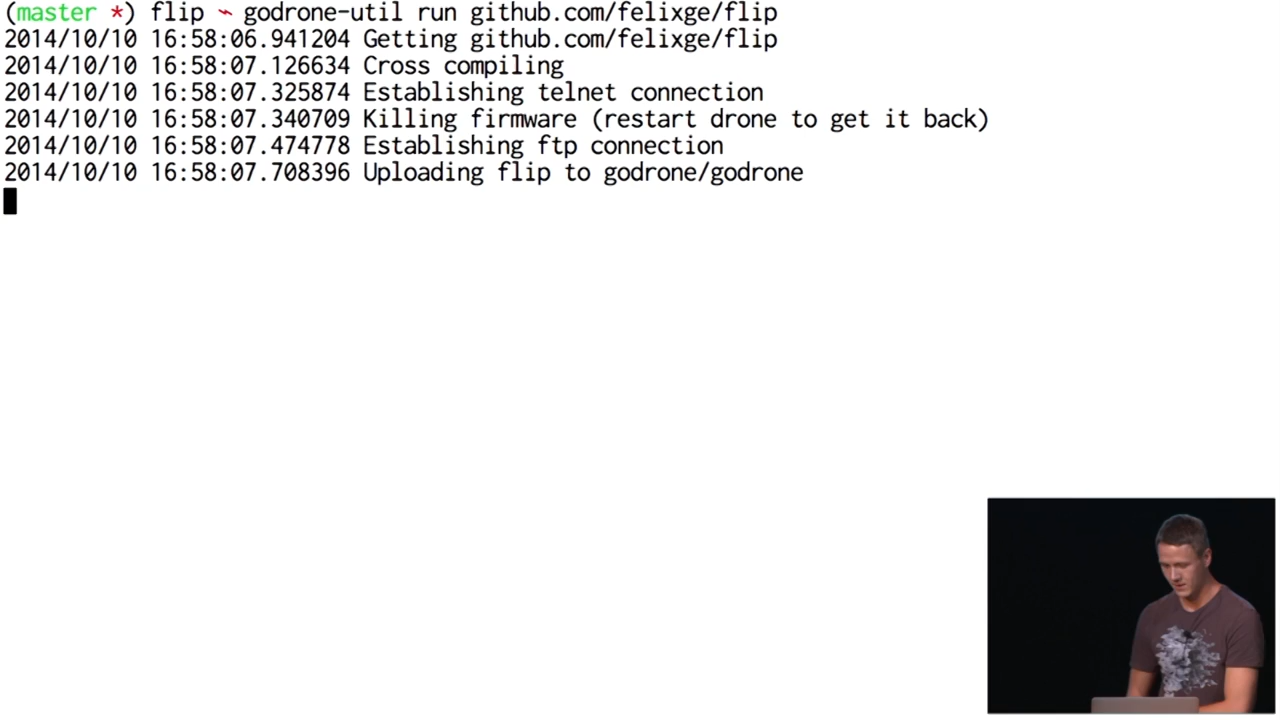 (master *) flip ~ godrone-util run github.com/felixge/flip
2014/10/10 16:58:06.941204 Getting github.com/felixge/flip
2014/10/10 16:58:07.126634 Cross compiling
2014/10/10 16:58:07.325874 Establishing telnet connection
2014/10/10 16:58:07.340709 Killing firmware (restart drone to get it back)
2014/10/10 16:58:07.474778 Establishing ftp connection
2014/10/10 16:58:07.708396 Uploading flip to godrone/godrone